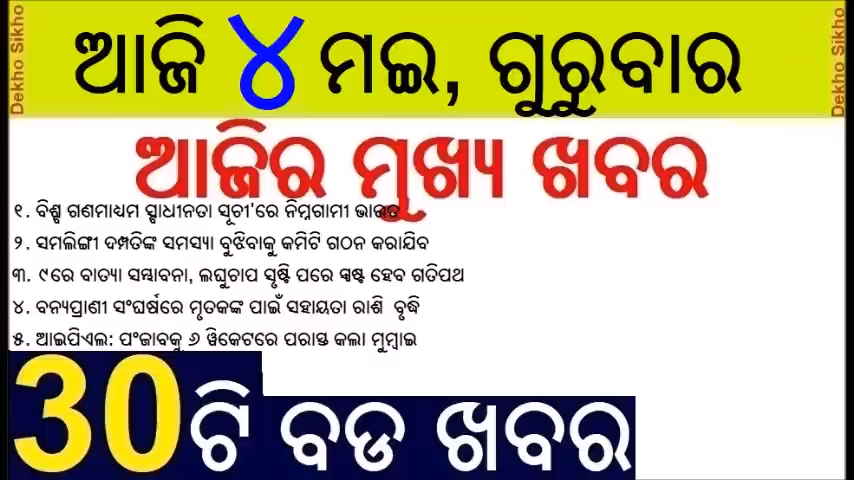 Dekho Sikho
ଆଜି ୪ ମଇ, ଗୁରୁବାର
Dekho Sikho
ଆଜିର ମୁଖ୍ୟ ଖବର
୧. ବିଶ୍ବ ଗଣମାଧ୍ୟମ ସ୍ବାଧୀନତା ସୂଚୀ'ରେ ନିମ୍ନଗାମୀ ଭାରତ
୨. ସମଲିଙ୍ଗୀ ଦମ୍ପତିଙ୍କ ସମସ୍ୟା ବୁଝିବାକୁ କମିଟି ଗଠନ କରାଯିବ
୩. ୯ରେ ବାତ୍ୟା ସମ୍ଭାବନା, ଲଘୁଚାପ ସୃଷ୍ଟି ପରେ ସ୍ପଷ୍ଟ ହେବ ଗତିପଥ
୪. ବନ୍ୟପ୍ରାଣୀ ସଂଘର୍ଷରେ ମୃତକଙ୍କ ପାଇଁ ସହାୟତା ରାଶି ବୃଦ୍ଧି
୫. ଆଇପିଏଲ: ପଂଜାବକୁ ୬ ୱିକେଟରେ ପରାସ୍ତ କଲା ମୁମ୍ବାଇ
30ଟି ବଡ ଖବର